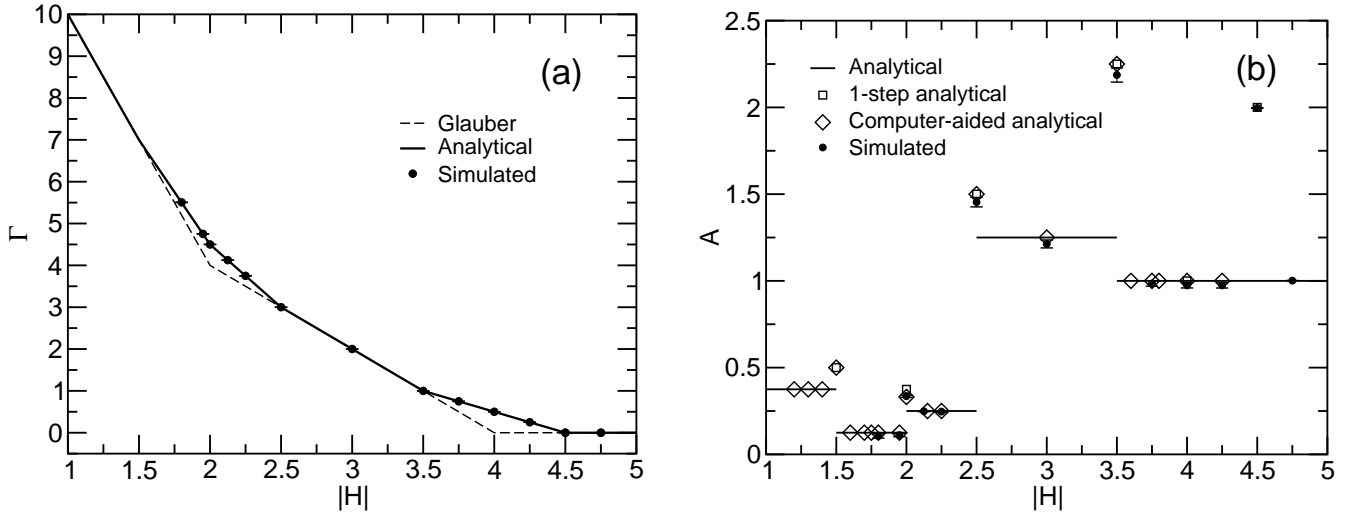 10
9
8
7
6
5
4
3
2
1
0
Γ
1 1.5 2 2.5 3 3.5 4 4.5 5
|H|
(a)
Glauber
Analytical
Simulated
2.5
2
1.5
1
0.5
0
A
1 1.5 2 2.5 3 3.5 4 4.5 5
|H|
(b)
Analytical
1-step analytical
Computer-aided analytical
Simulated